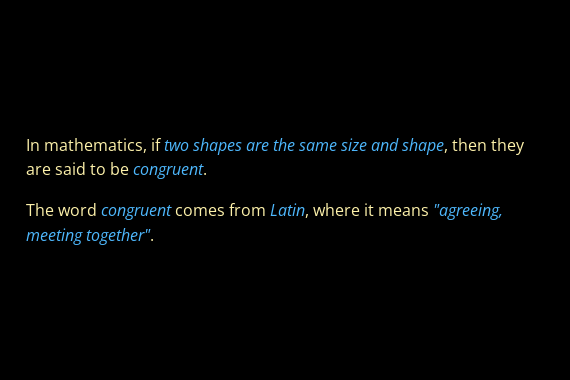 In mathematics, if two shapes are the same size and shape, then they
are said to be congruent.
The word congruent comes from Latin, where it means "agreeing,
meeting together".